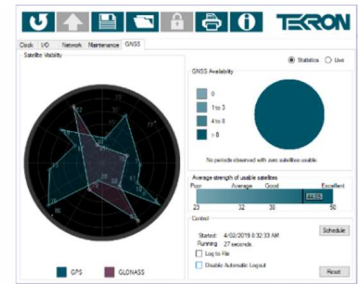 TEKRON
Clock I/O Network Maintenance GNSS
Satellite Visibility
Statistics Live
GNSS Availability
0
1 to 3
4 to 8
> 8
No periods observed with zero satellites usable.
Average strength of usable satellites
Poor Average Good Excellent
23 32 38 50
Control
Started: 4/02/2019 8:32:33 AM
Running: 27 seconds
Log to File
Disable Automatic Logout
Schedule
Reset
GPS GLONASS